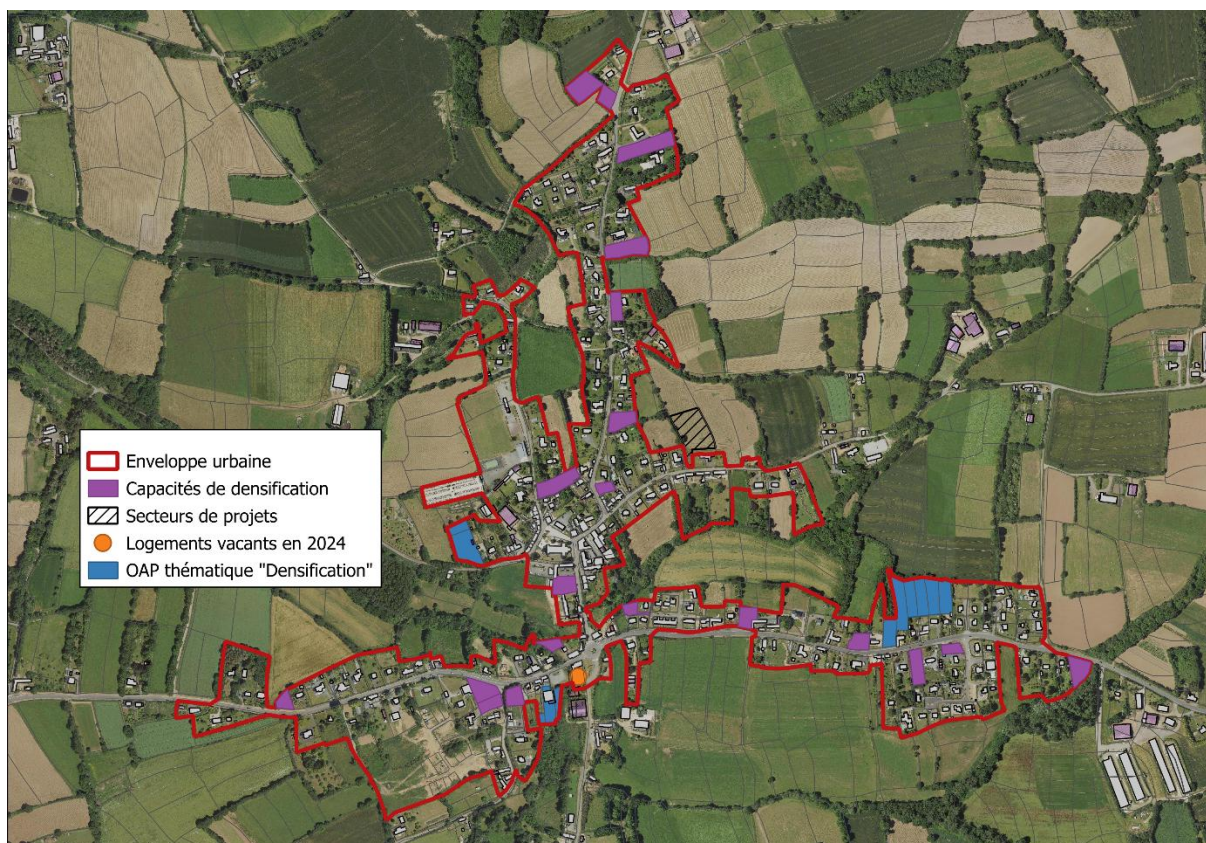 Enveloppe urbaine
Capacités de densification
Secteurs de projets
Logements vacants en 2024
OAP thématique "Densification"